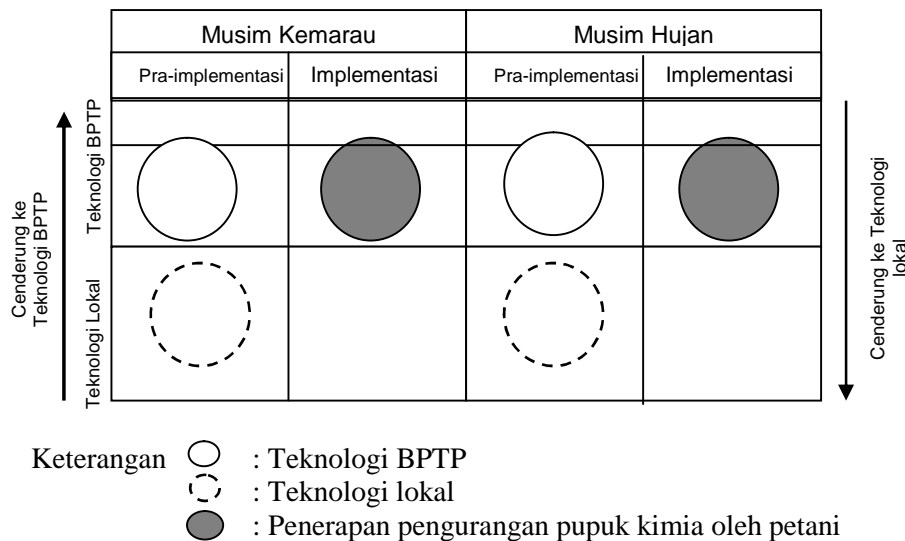 Musim Kemarau
Musim Hujan
Pra-implementasi
Implementasi
Pra-implementasi
Implementasi
Cenderung ke
Teknologi BPTP
Teknologi BPTP
Teknologi Lokal
Cenderung ke Teknologi
lokal
Keterangan : Teknologi BPTP
: Teknologi lokal
: Penerapan pengurangan pupuk kimia oleh petani